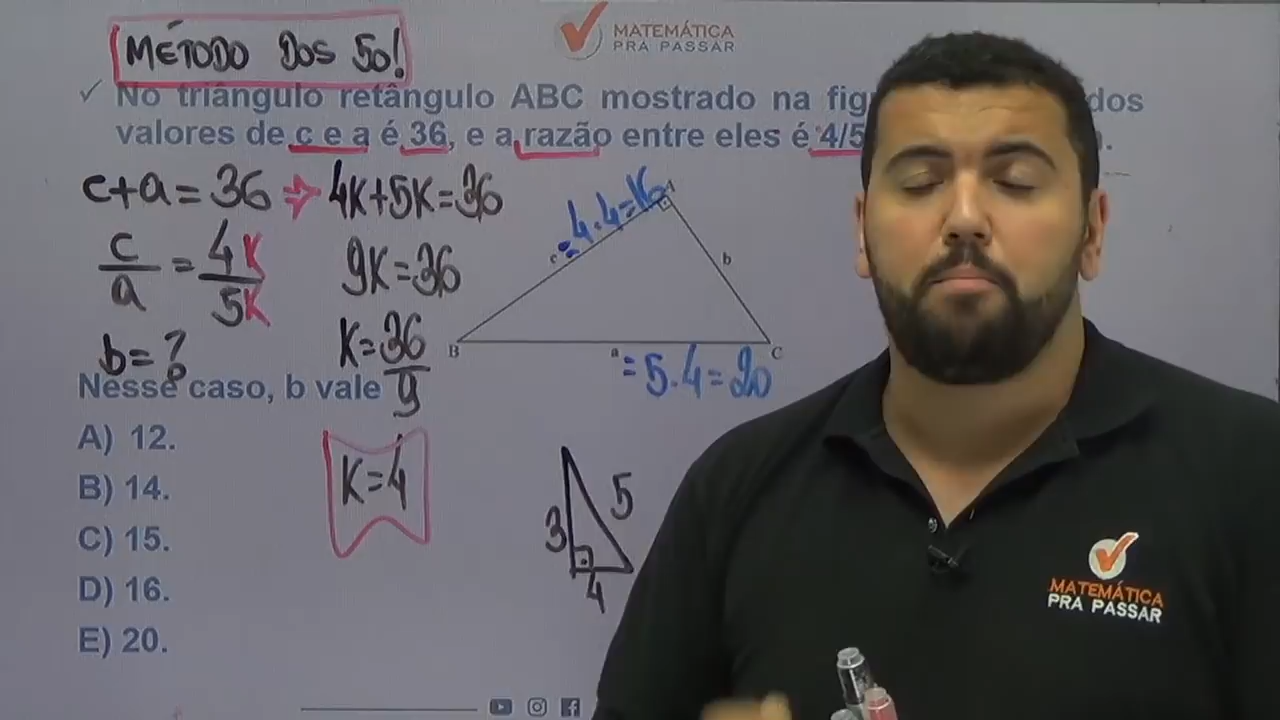 MÉTODO DOS 50!
MATEMÁTICA
PRA PASSAR
✓ No triângulo retângulo ABC mostrado na dos
valores de c e a é 36, e a razão entre eles é 4/5
c+a=36 ⇒ 4K+5K=36
c/a = 4K/5K
9K=36
b=?
K=36/9
c =4.4=16
A
b
B
a
C
=5.4=20
Nesse caso, b vale
A) 12.
B) 14.
C) 15.
D) 16.
E) 20.
K=4
3
5
4
MATEMÁTICA
PRA PASSAR